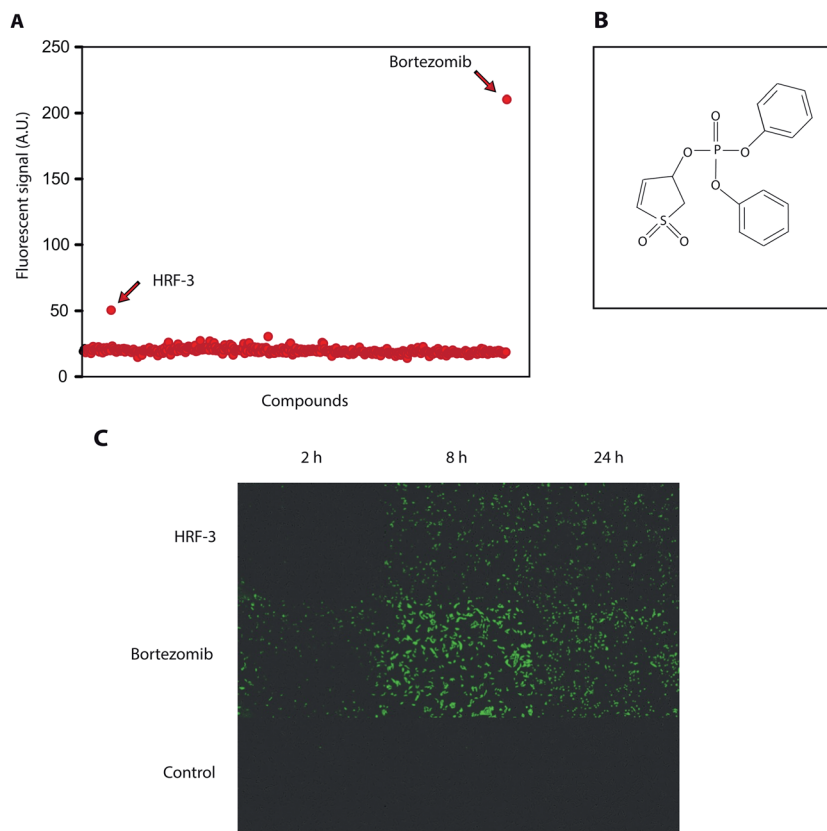 A
250
200
150
100
50
0
Fluorescent signal (A.U.)
Bortezomib
HRF-3
Compounds
B
O
O
P
O
O
S
O
O
C
2 h
8 h
24 h
HRF-3
Bortezomib
Control